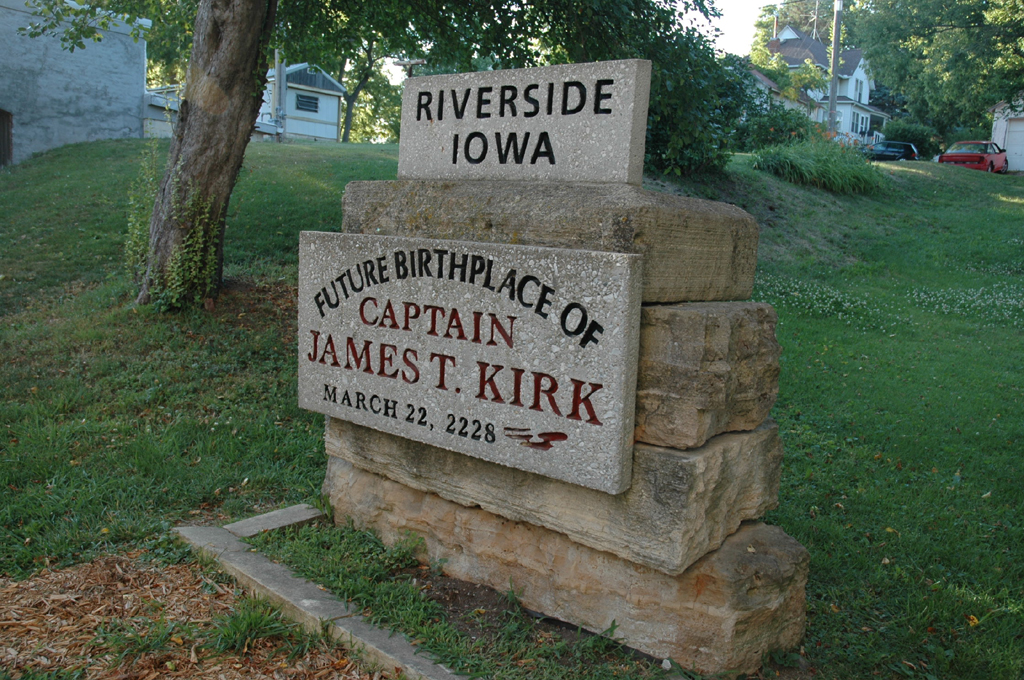 RIVERSIDE
IOWA
FUTURE BIRTHPLACE OF
CAPTAIN
JAMES T. KIRK
MARCH 22, 2228